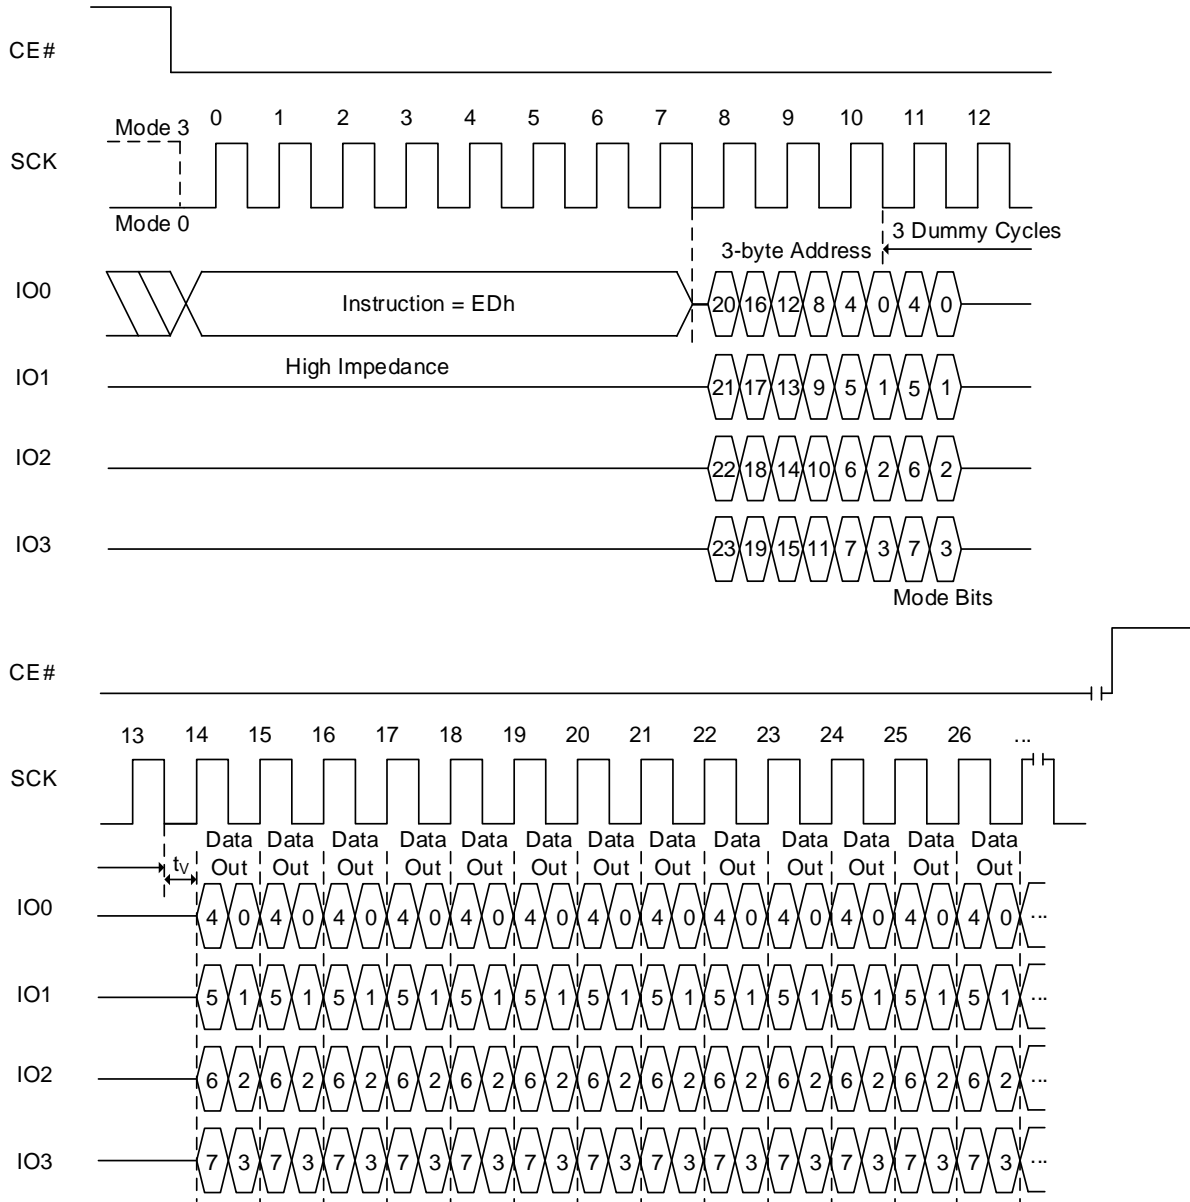 CE#
Mode 3 0 1 2 3 4 5 6 7 8 9 10 11 12
SCK
Mode 0
3 Dummy Cycles
3-byte Address
IO0 Instruction = EDh 20 16 12 8 4 0 4 0
High Impedance
IO1 21 17 13 9 5 1 5 1
IO2 22 18 14 10 6 2 6 2
IO3 23 19 15 11 7 3 7 3
Mode Bits
CE#
13 14 15 16 17 18 19 20 21 22 23 24 25 26 ...
SCK
Data Data Data Data Data Data Data Data Data Data Data Data Data
tV Out Out Out Out Out Out Out Out Out Out Out Out Out
IO0 4 0 4 0 4 0 4 0 4 0 4 0 4 0 4 0 4 0 4 0 4 0 4 0 4 0 ...
IO1 5 1 5 1 5 1 5 1 5 1 5 1 5 1 5 1 5 1 5 1 5 1 5 1 5 1 ...
IO2 6 2 6 2 6 2 6 2 6 2 6 2 6 2 6 2 6 2 6 2 6 2 6 2 6 2 ...
IO3 7 3 7 3 7 3 7 3 7 3 7 3 7 3 7 3 7 3 7 3 7 3 7 3 7 3 ...